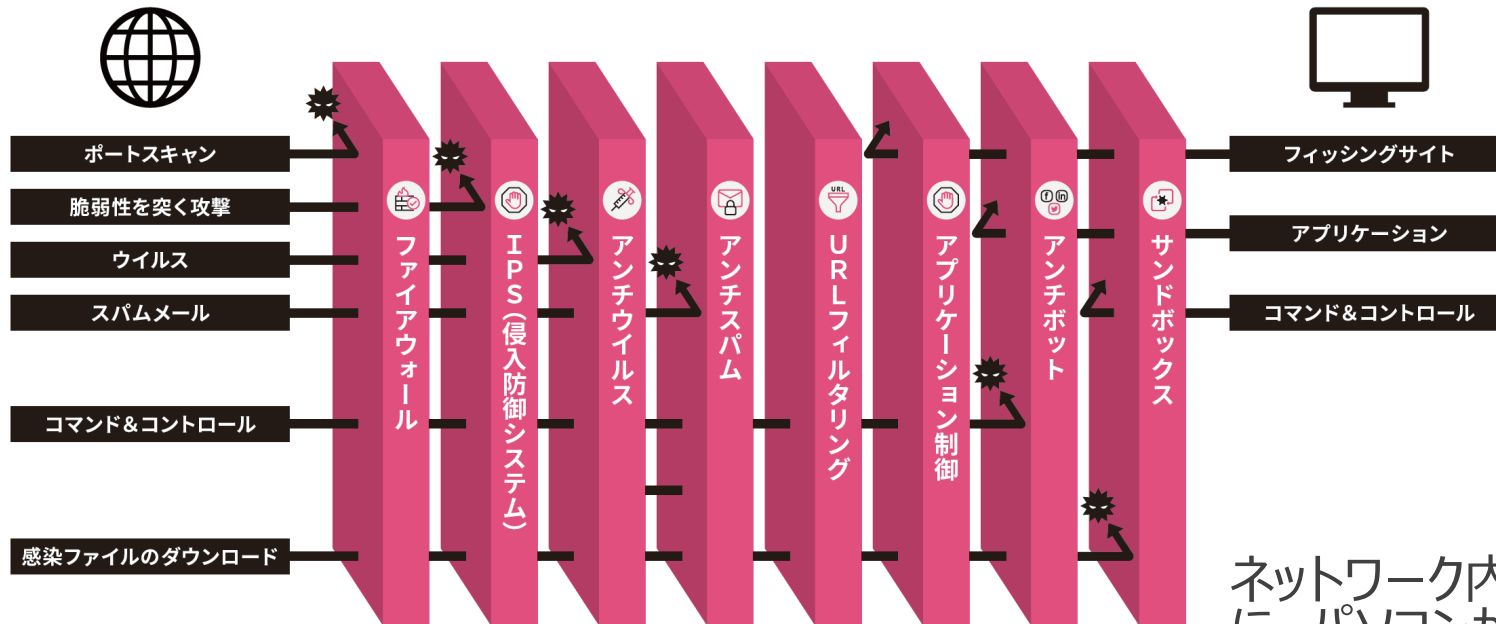 ポートスキャン
脆弱性を突く攻撃
ウイルス
スパムメール
コマンド&コントロール
感染ファイルのダウンロード
ファイアウォール
IPS(侵入防御システム)
アンチウイルス
アンチスパム
URL
URLフィルタリング
アプリケーション制御
アンチボット
サンドボックス
フィッシングサイト
アプリケーション
コマンド&コントロール
ネットワーク内
に、パソコンか